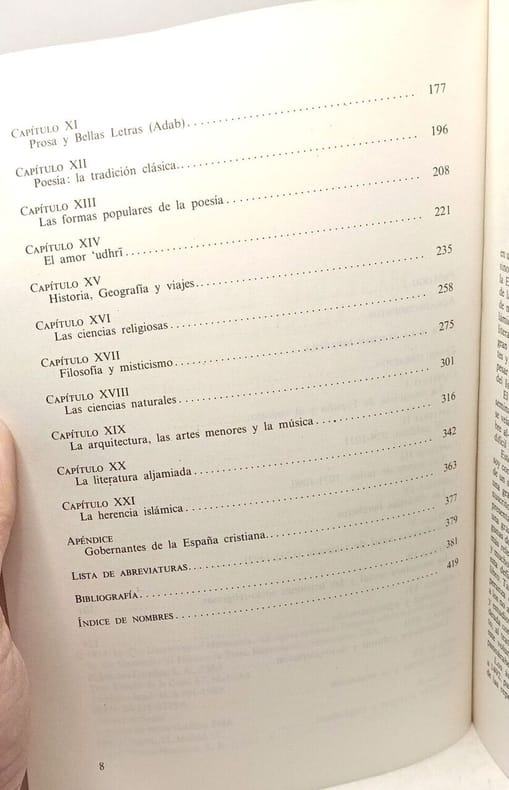 CAPÍTULO XI
Prosa y Bellas Letras (Adab) 177
CAPÍTULO XII
Poesía: la tradición clásica 196
CAPÍTULO XIII
Las formas populares de la poesía 208
CAPÍTULO XIV
El amor ‘udhrī 221
CAPÍTULO XV
Historia, Geografía y viajes 235
CAPÍTULO XVI
Las ciencias religiosas 258
CAPÍTULO XVII
Filosofía y misticismo 275
CAPÍTULO XVIII
Las ciencias naturales 301
CAPÍTULO XIX
La arquitectura, las artes menores y la música 316
CAPÍTULO XX
La literatura aljamiada 342
CAPÍTULO XXI
La herencia islámica 363
APÉNDICE
Gobernantes de la España cristiana 377
LISTA DE ABREVIATURAS 379
BIBLIOGRAFÍA 381
ÍNDICE DE NOMBRES 419
8